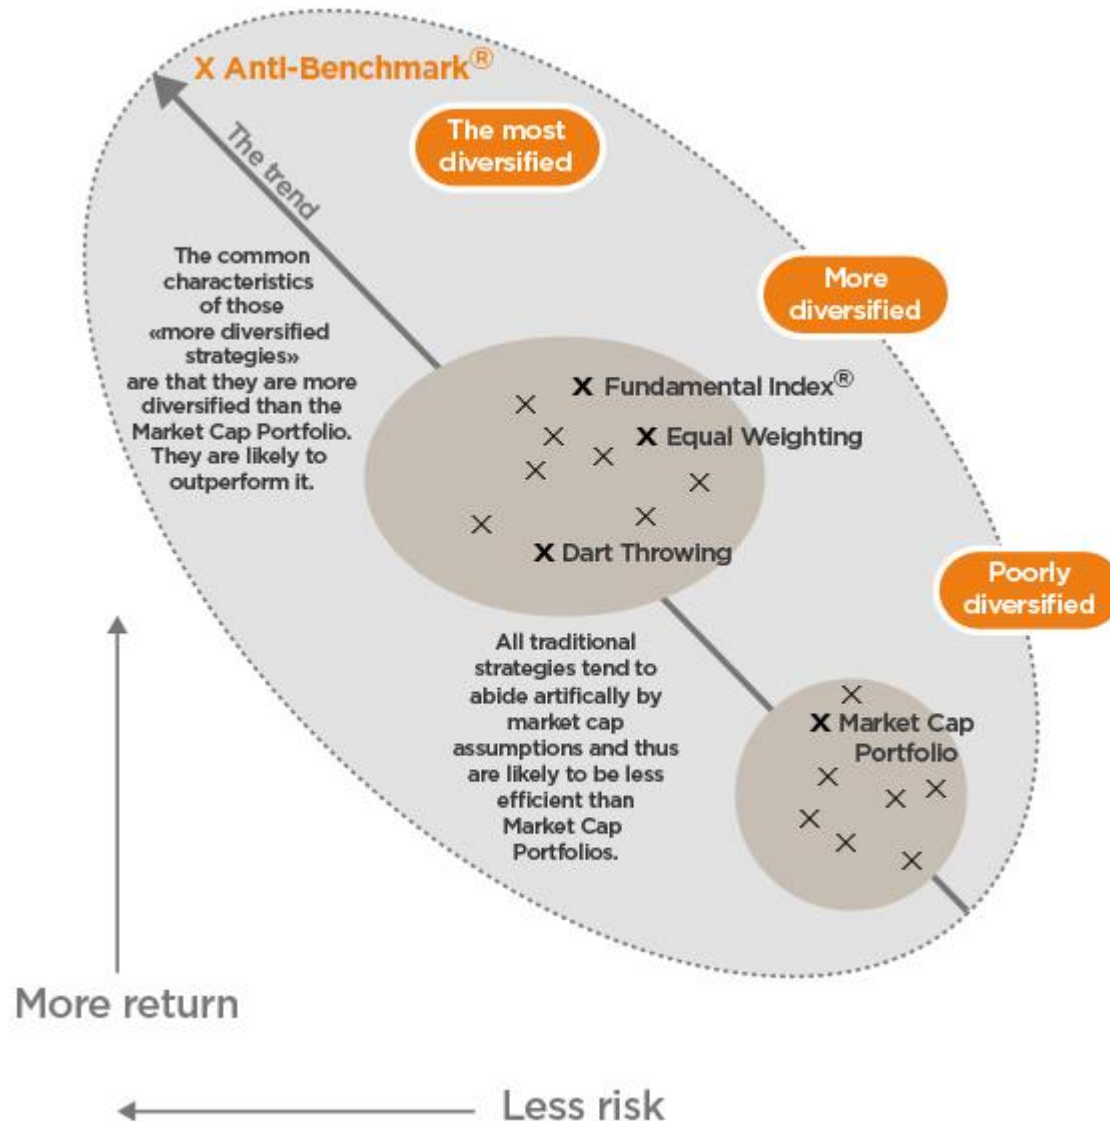 X Anti-Benchmark®
The most
diversified
The trend
The common
characteristics
of those
«more diversified
strategies»
are that they are more
diversified than the
Market Cap Portfolio.
They are likely to
outperform it.
More
diversified
X Fundamental Index®
X Equal Weighting
X Dart Throwing
Poorly
diversified
All traditional
strategies tend to
abide artifically by
market cap
assumptions and thus
are likely to be less
efficient than
Market Cap
Portfolios.
X Market Cap
Portfolio
More return
Less risk